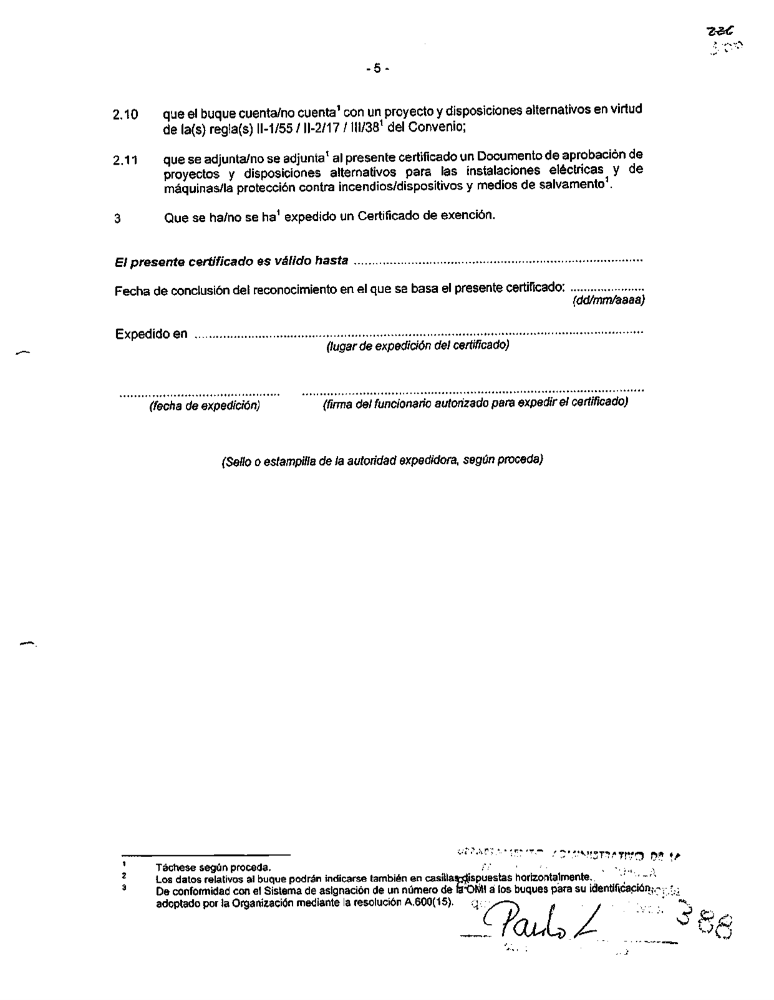 226
300
- 5 -
2.10 que el buque cuenta/no cuenta¹ con un proyecto y disposiciones alternativos en virtud
de la(s) regla(s) II-1/55 / II-2/17 / III/38¹ del Convenio;
2.11 que se adjunta/no se adjunta¹ al presente certificado un Documento de aprobación de
proyectos y disposiciones alternativos para las instalaciones eléctricas y de
máquinas/la protección contra incendios/dispositivos y medios de salvamento¹.
3 Que se ha/no se ha¹ expedido un Certificado de exención.
El presente certificado es válido hasta ................................................................................
Fecha de conclusión del reconocimiento en el que se basa el presente certificado: .....................
(dd/mm/aaaa)
Expedido en ................................................................................................................
(lugar de expedición del certificado)
............................................ ................................................................................
(fecha de expedición) (firma del funcionario autorizado para expedir el certificado)
(Sello o estampilla de la autoridad expedidora, según proceda)
DEPARTAMENTO ADMINISTRATIVO DE LA
1 Táchese según proceda.
2 Los datos relativos al buque podrán indicarse también en casillas dispuestas horizontalmente.
3 De conformidad con el Sistema de asignación de un número de la OMI a los buques para su identificación,
adoptado por la Organización mediante la resolución A.600(15).
388